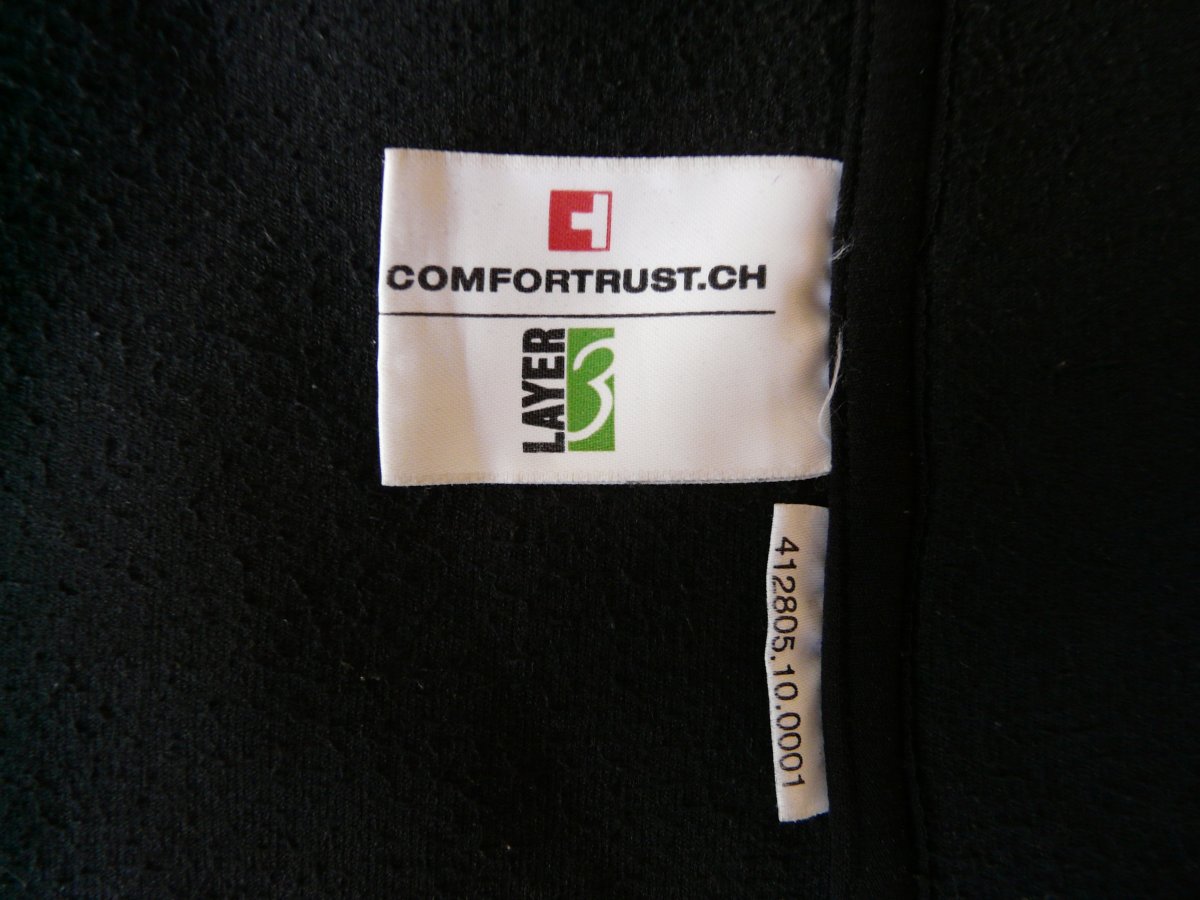 COMFORTRUST.CH
LAYER 3
412805.10.0001